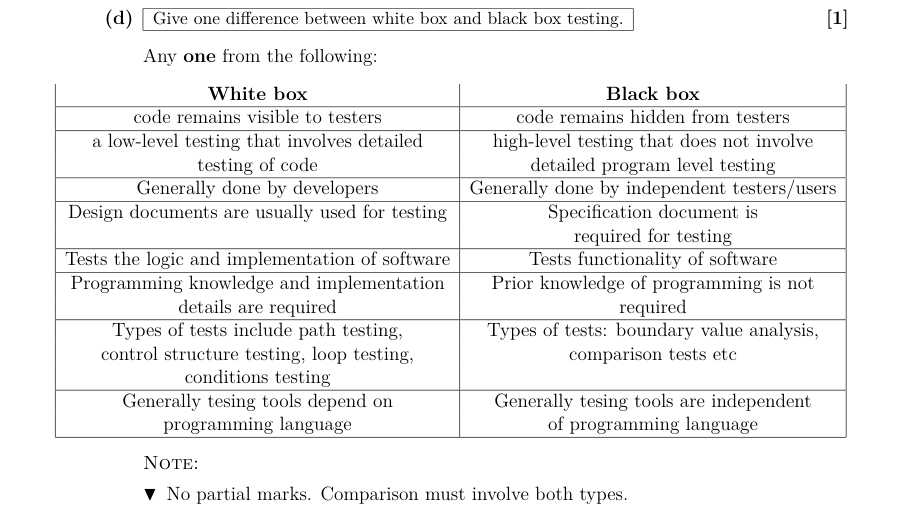 (d) Give one difference between white box and black box testing. [1]
Any one from the following:
White box Black box
code remains visible to testers code remains hidden from testers
a low-level testing that involves detailed high-level testing that does not involve
testing of code detailed program level testing
Generally done by developers Generally done by independent testers/users
Design documents are usually used for testing Specification document is
required for testing
Tests the logic and implementation of software Tests functionality of software
Programming knowledge and implementation Prior knowledge of programming is not
details are required required
Types of tests include path testing, Types of tests: boundary value analysis,
control structure testing, loop testing, comparison tests etc
conditions testing
Generally tesing tools depend on Generally tesing tools are independent
programming language of programming language
NOTE:
▼ No partial marks. Comparison must involve both types.